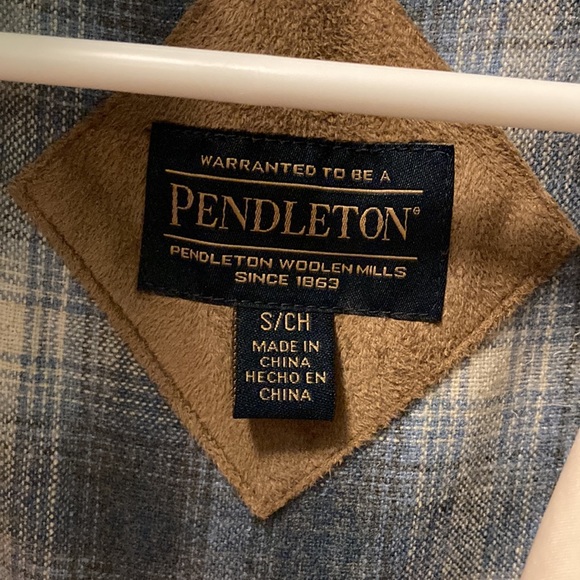 WARRANTED TO BE A
PENDLETON®
PENDLETON WOOLEN MILLS
SINCE 1863
S/CH
MADE IN
CHINA
HECHO EN
CHINA